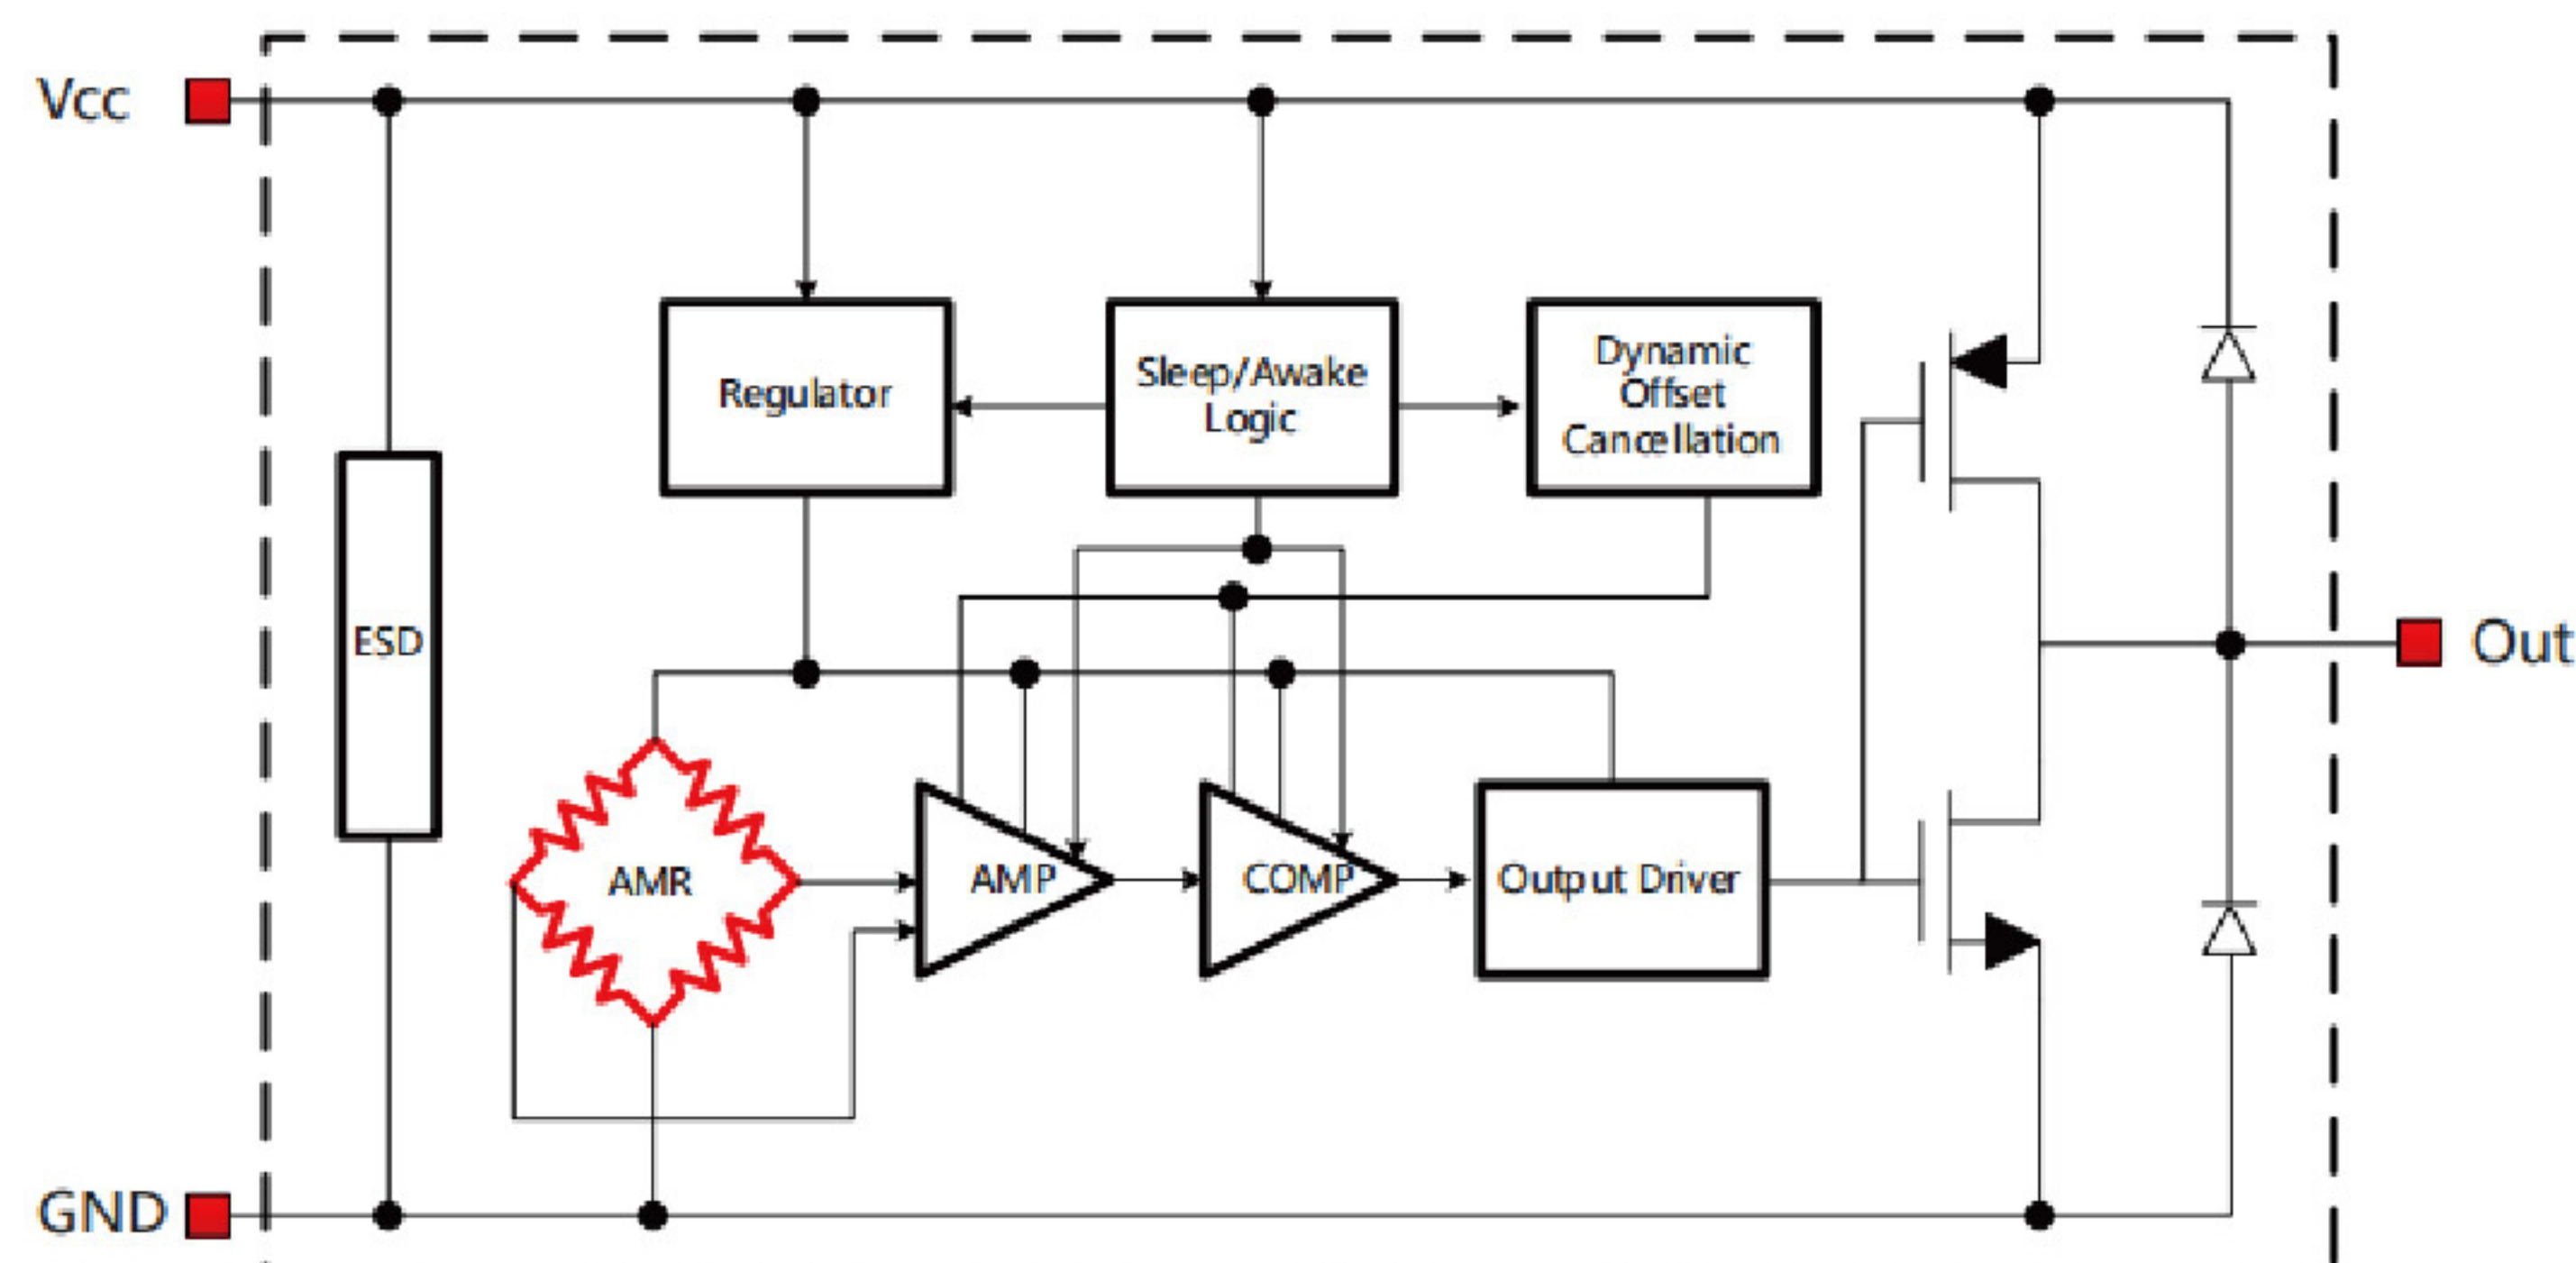 Vcc
Regulator
Sleep/Awake
Logic
Dynamic
Offset
Cancellation
ESD
Out
AMR
AMP
COMP
Output Driver
GND